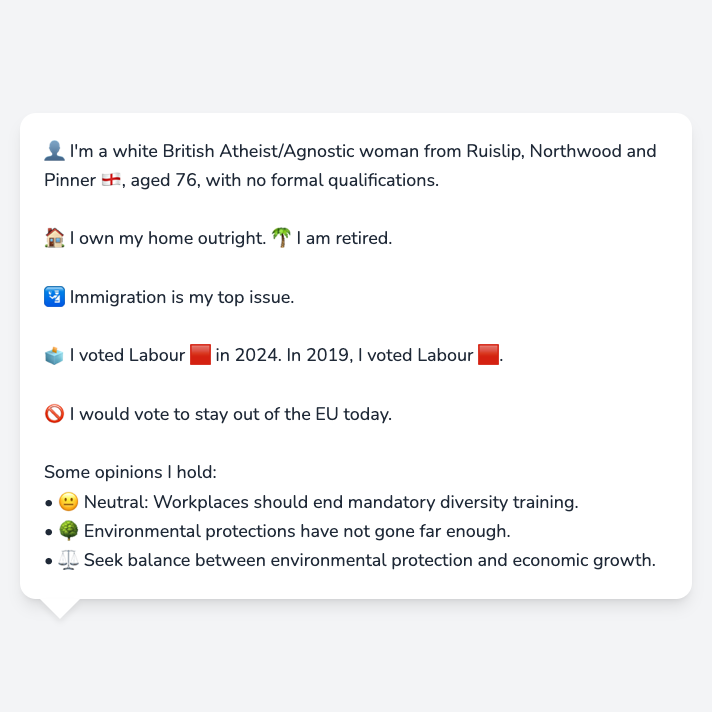 👤 I'm a white British Atheist/Agnostic woman from Ruislip, Northwood and
Pinner 🏴󠁧󠁢󠁥󠁮󠁧󠁿, aged 76, with no formal qualifications.
🏠 I own my home outright. 🌴 I am retired.
🛂 Immigration is my top issue.
🗳️ I voted Labour 🟥 in 2024. In 2019, I voted Labour 🟥.
🚫 I would vote to stay out of the EU today.
Some opinions I hold:
• 😐 Neutral: Workplaces should end mandatory diversity training.
• 🌳 Environmental protections have not gone far enough.
• ⚖️ Seek balance between environmental protection and economic growth.